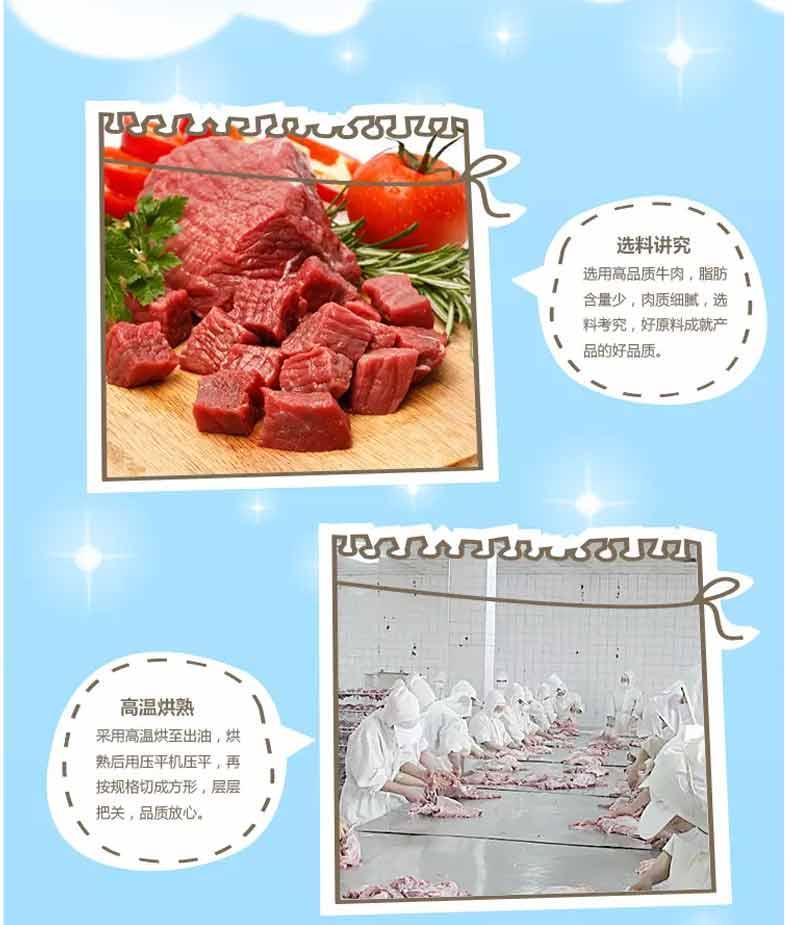 选料讲究
选用高品质牛肉，脂肪
含量少，肉质细腻，选
料考究，好原料成就产
品的好品质。
高温烘熟
采用高温烘至出油，烘
熟后用压平机压平，再
按规格切成方形，层层
把关，品质放心。